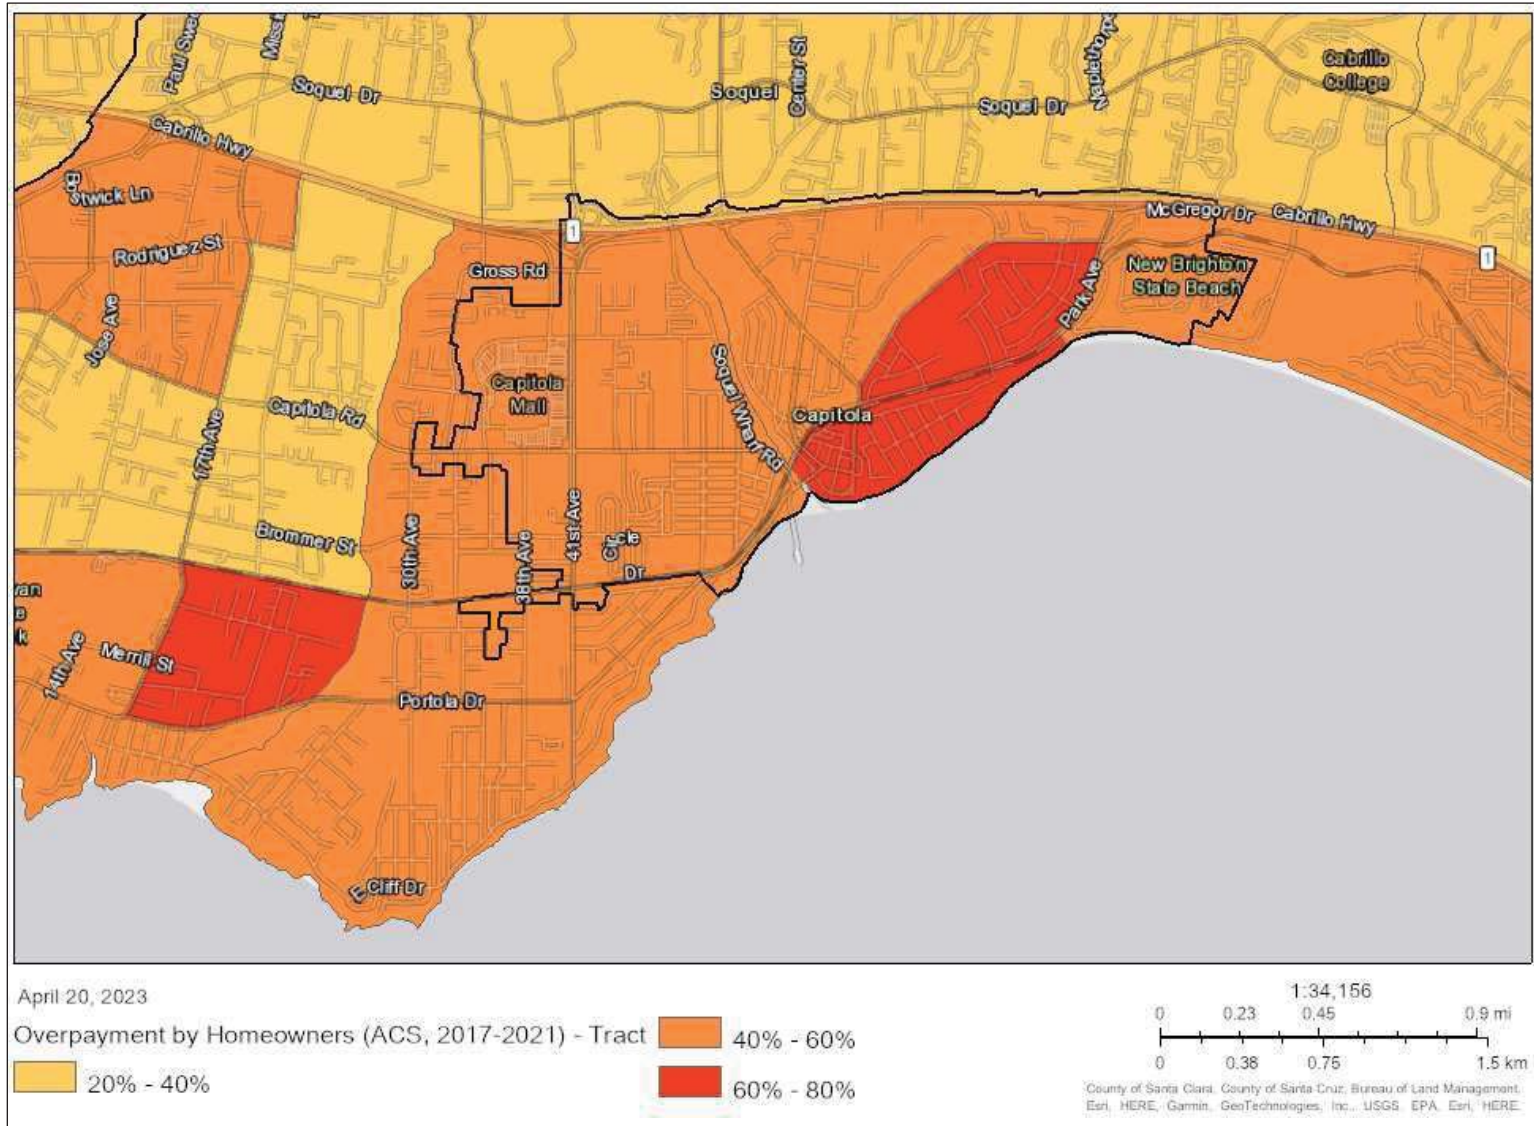 Paul Swe
Miss
Soquel Dr
Soquel
Center St
Soquel Dr
Cabrillo
College
Cabrillo Hwy
Bostwick Ln
Rodriguez St
Jose Ave
1
Gross Rd
McGregor Dr
Cabrillo Hwy
1
New Brighton
State Beach
Park Ave
Capitola
Mall
Soquel Wharf Rd
Capitola
Capitola Rd
17th Ave
Brommer St
30th Ave
38th Ave
41st Ave
Circle
Dr
van
e
k
14th Ave
Merrill St
Portola Dr
E Cliff Dr
April 20, 2023
Overpayment by Homeowners (ACS, 2017-2021) - Tract
20% - 40%
40% - 60%
60% - 80%
1:34,156
0 0.23 0.45 0.9 mi
0 0.38 0.75 1.5 km
County of Santa Clara, County of Santa Cruz, Bureau of Land Management,
Esri, HERE, Garmin, GeoTechnologies, Inc., USGS, EPA, Esri, HERE,